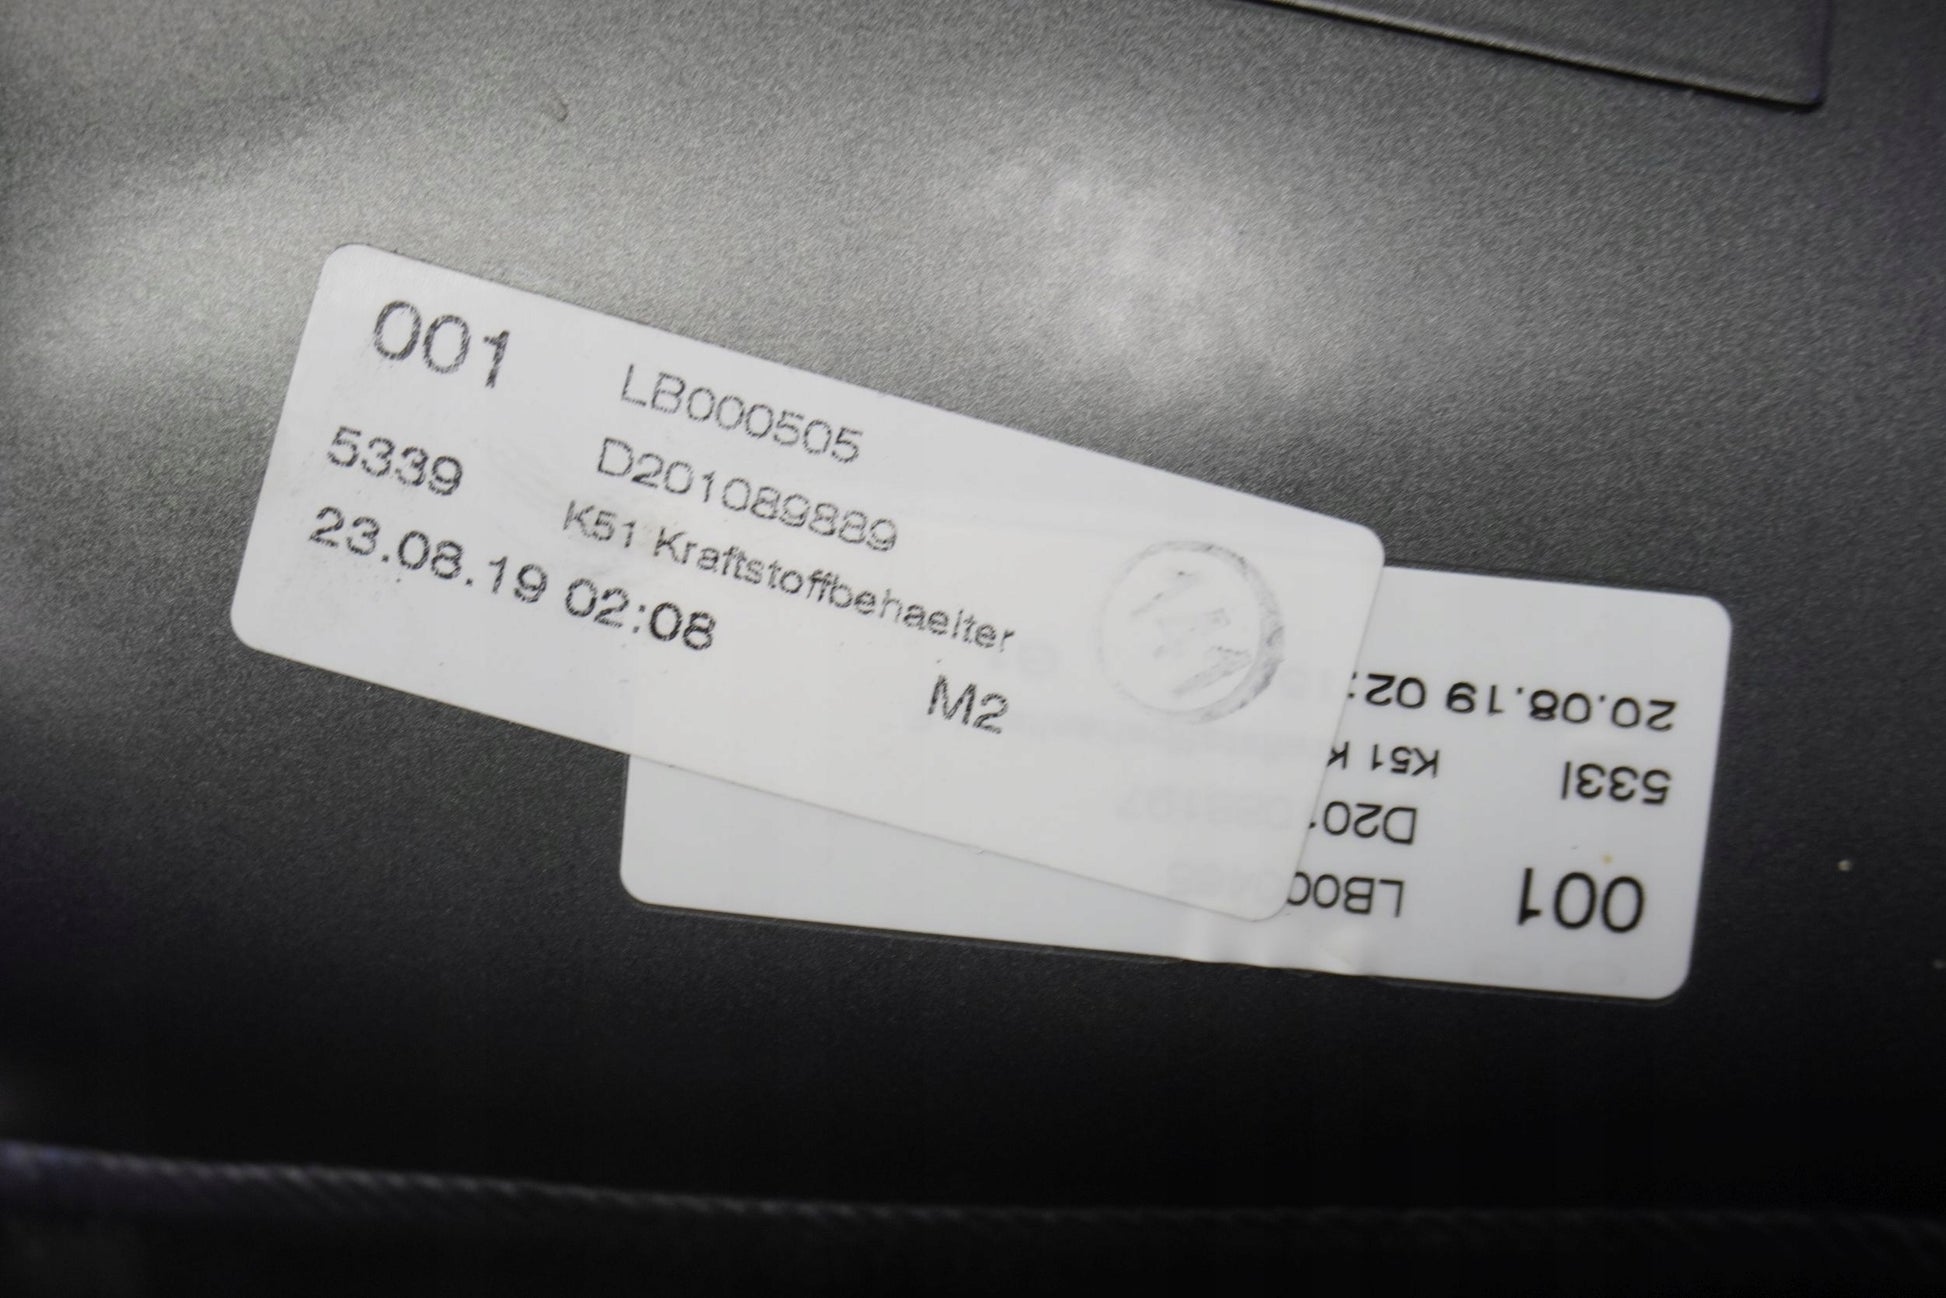 001 LB000505
5339 D201089889
K51 Kraftstoffbehaelter
23.08.19 02:08
M2
001 LB00
D20
K51 K
20.08.19 02: